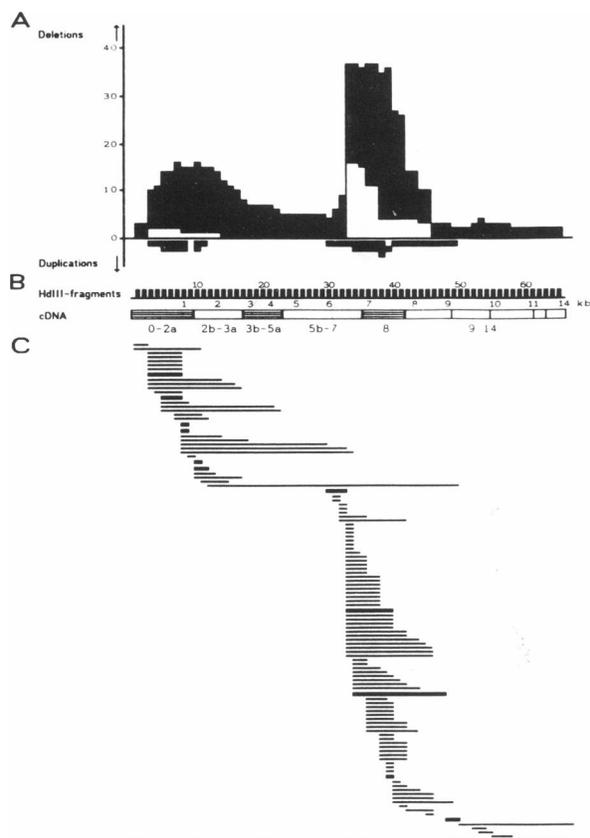 A
Deletions
40
30
20
10
0
Duplications
B
10 20 30 40 50 60
HdIII-fragments
1 2 3 4 5 6 7 8 9 10 11 14 kb
cDNA
0-2a 2b-3a 3b-5a 5b-7 8 9 14
C